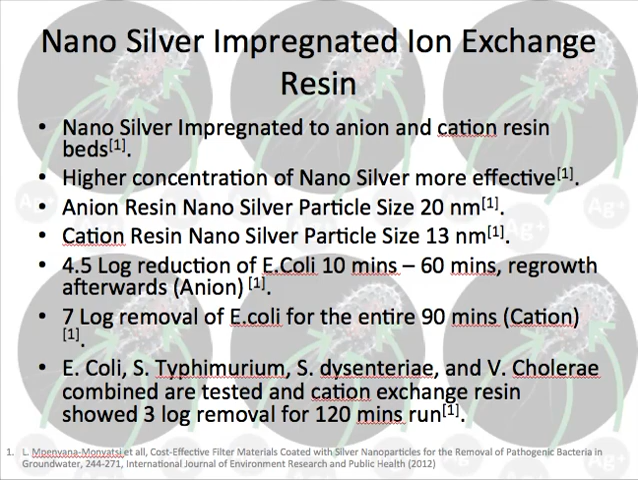 Nano Silver Impregnated Ion Exchange
Resin
• Nano Silver Impregnated to anion and cation resin
beds[1].
• Higher concentration of Nano Silver more effective[1].
Anion Resin Nano Silver Particle Size 20 nm[1].
• Cation Resin Nano Silver Particle Size 13 nm[1].
• 4.5 Log reduction of E.Coli 10 mins – 60 mins, regrowth
afterwards (Anion) [1].
• 7 Log removal of E.coli for the entire 90 mins (Cation)
[1].
• E. Coli, S. Typhimurium, S. dysenteriae, and V. Cholerae
combined are tested and cation exchange resin
showed 3 log removal for 120 mins run[1].
1. L. Mpenyana-Monyatsi et all, Cost-Effective Filter Materials Coated with Silver Nanoparticles for the Removal of Pathogenic Bacteria in
Groundwater, 244-271, International Journal of Environment Research and Public Health (2012)
Ag+
Ag+
Ag+
Ag+